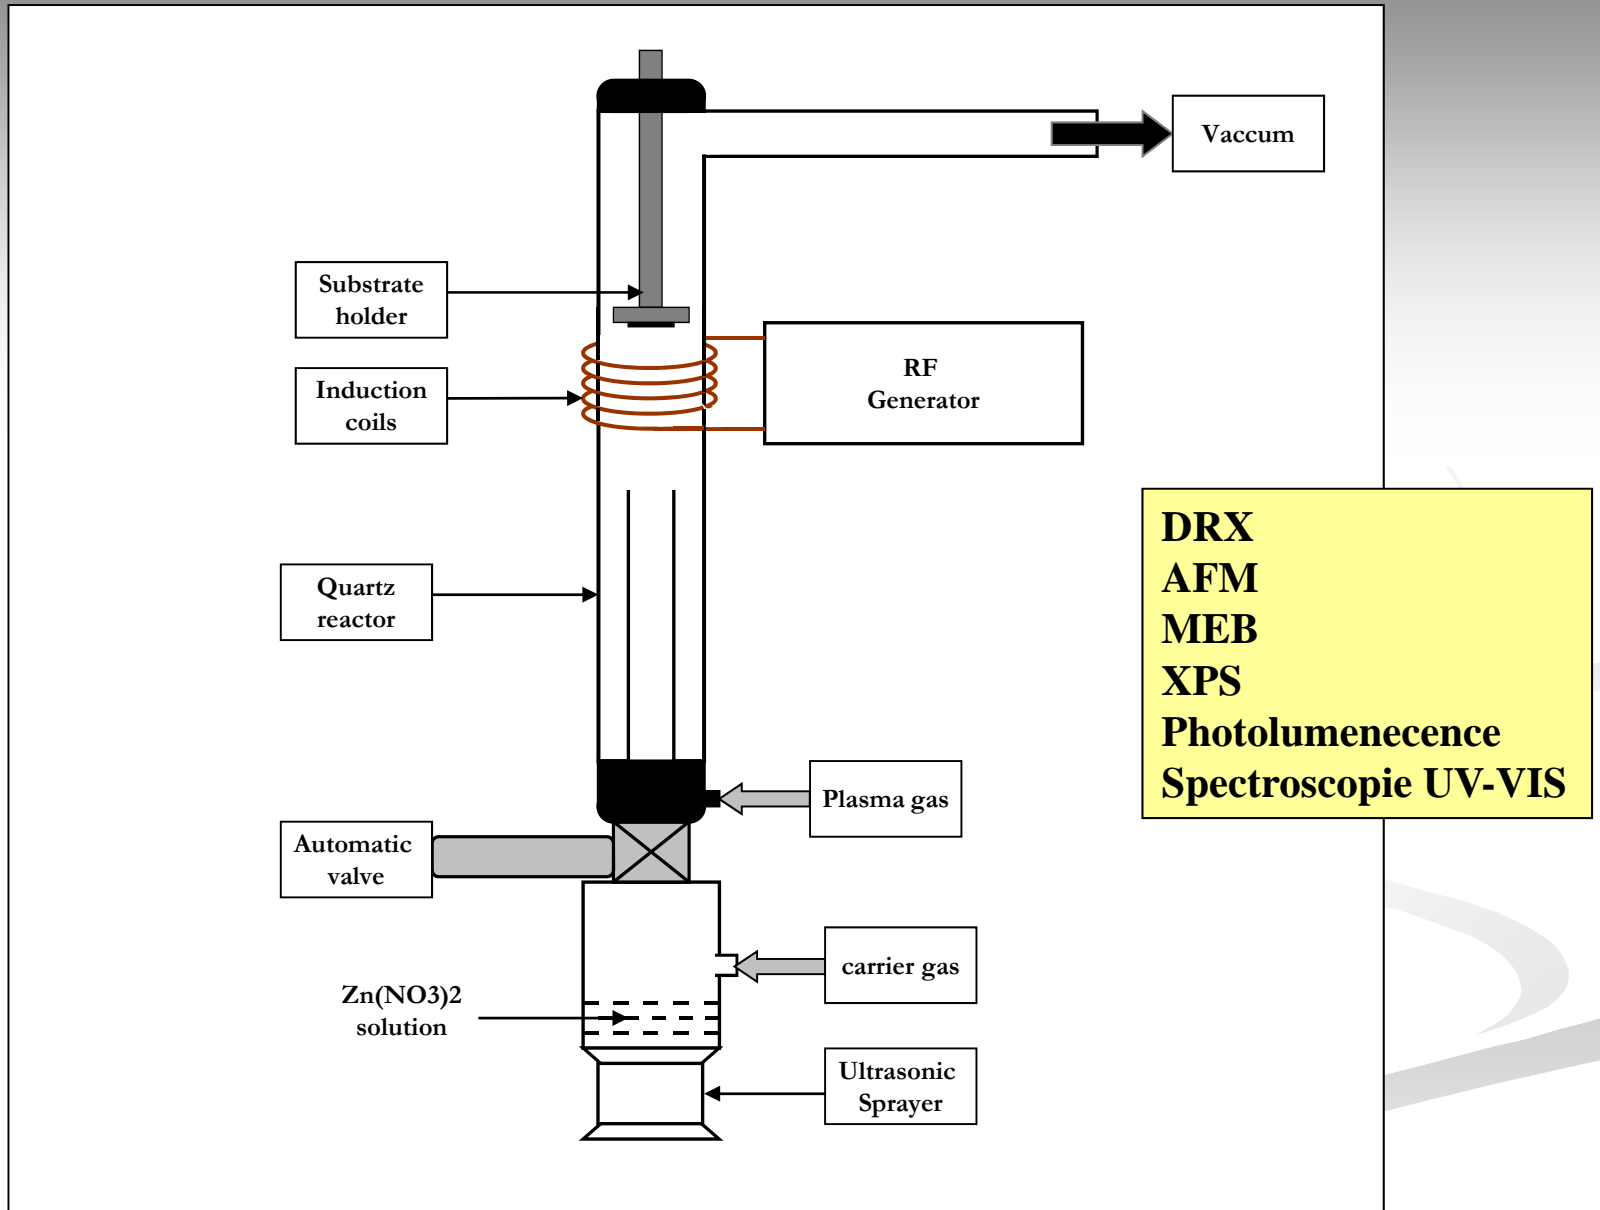 Vaccum
Substrate
holder
RF
Generator
Induction
coils
DRX
AFM
MEB
XPS
Photolumenecence
Spectroscopie UV-VIS
Quartz
reactor
Plasma gas
Automatic
valve
carrier gas
Zn(NO3)2
solution
Ultrasonic
Sprayer